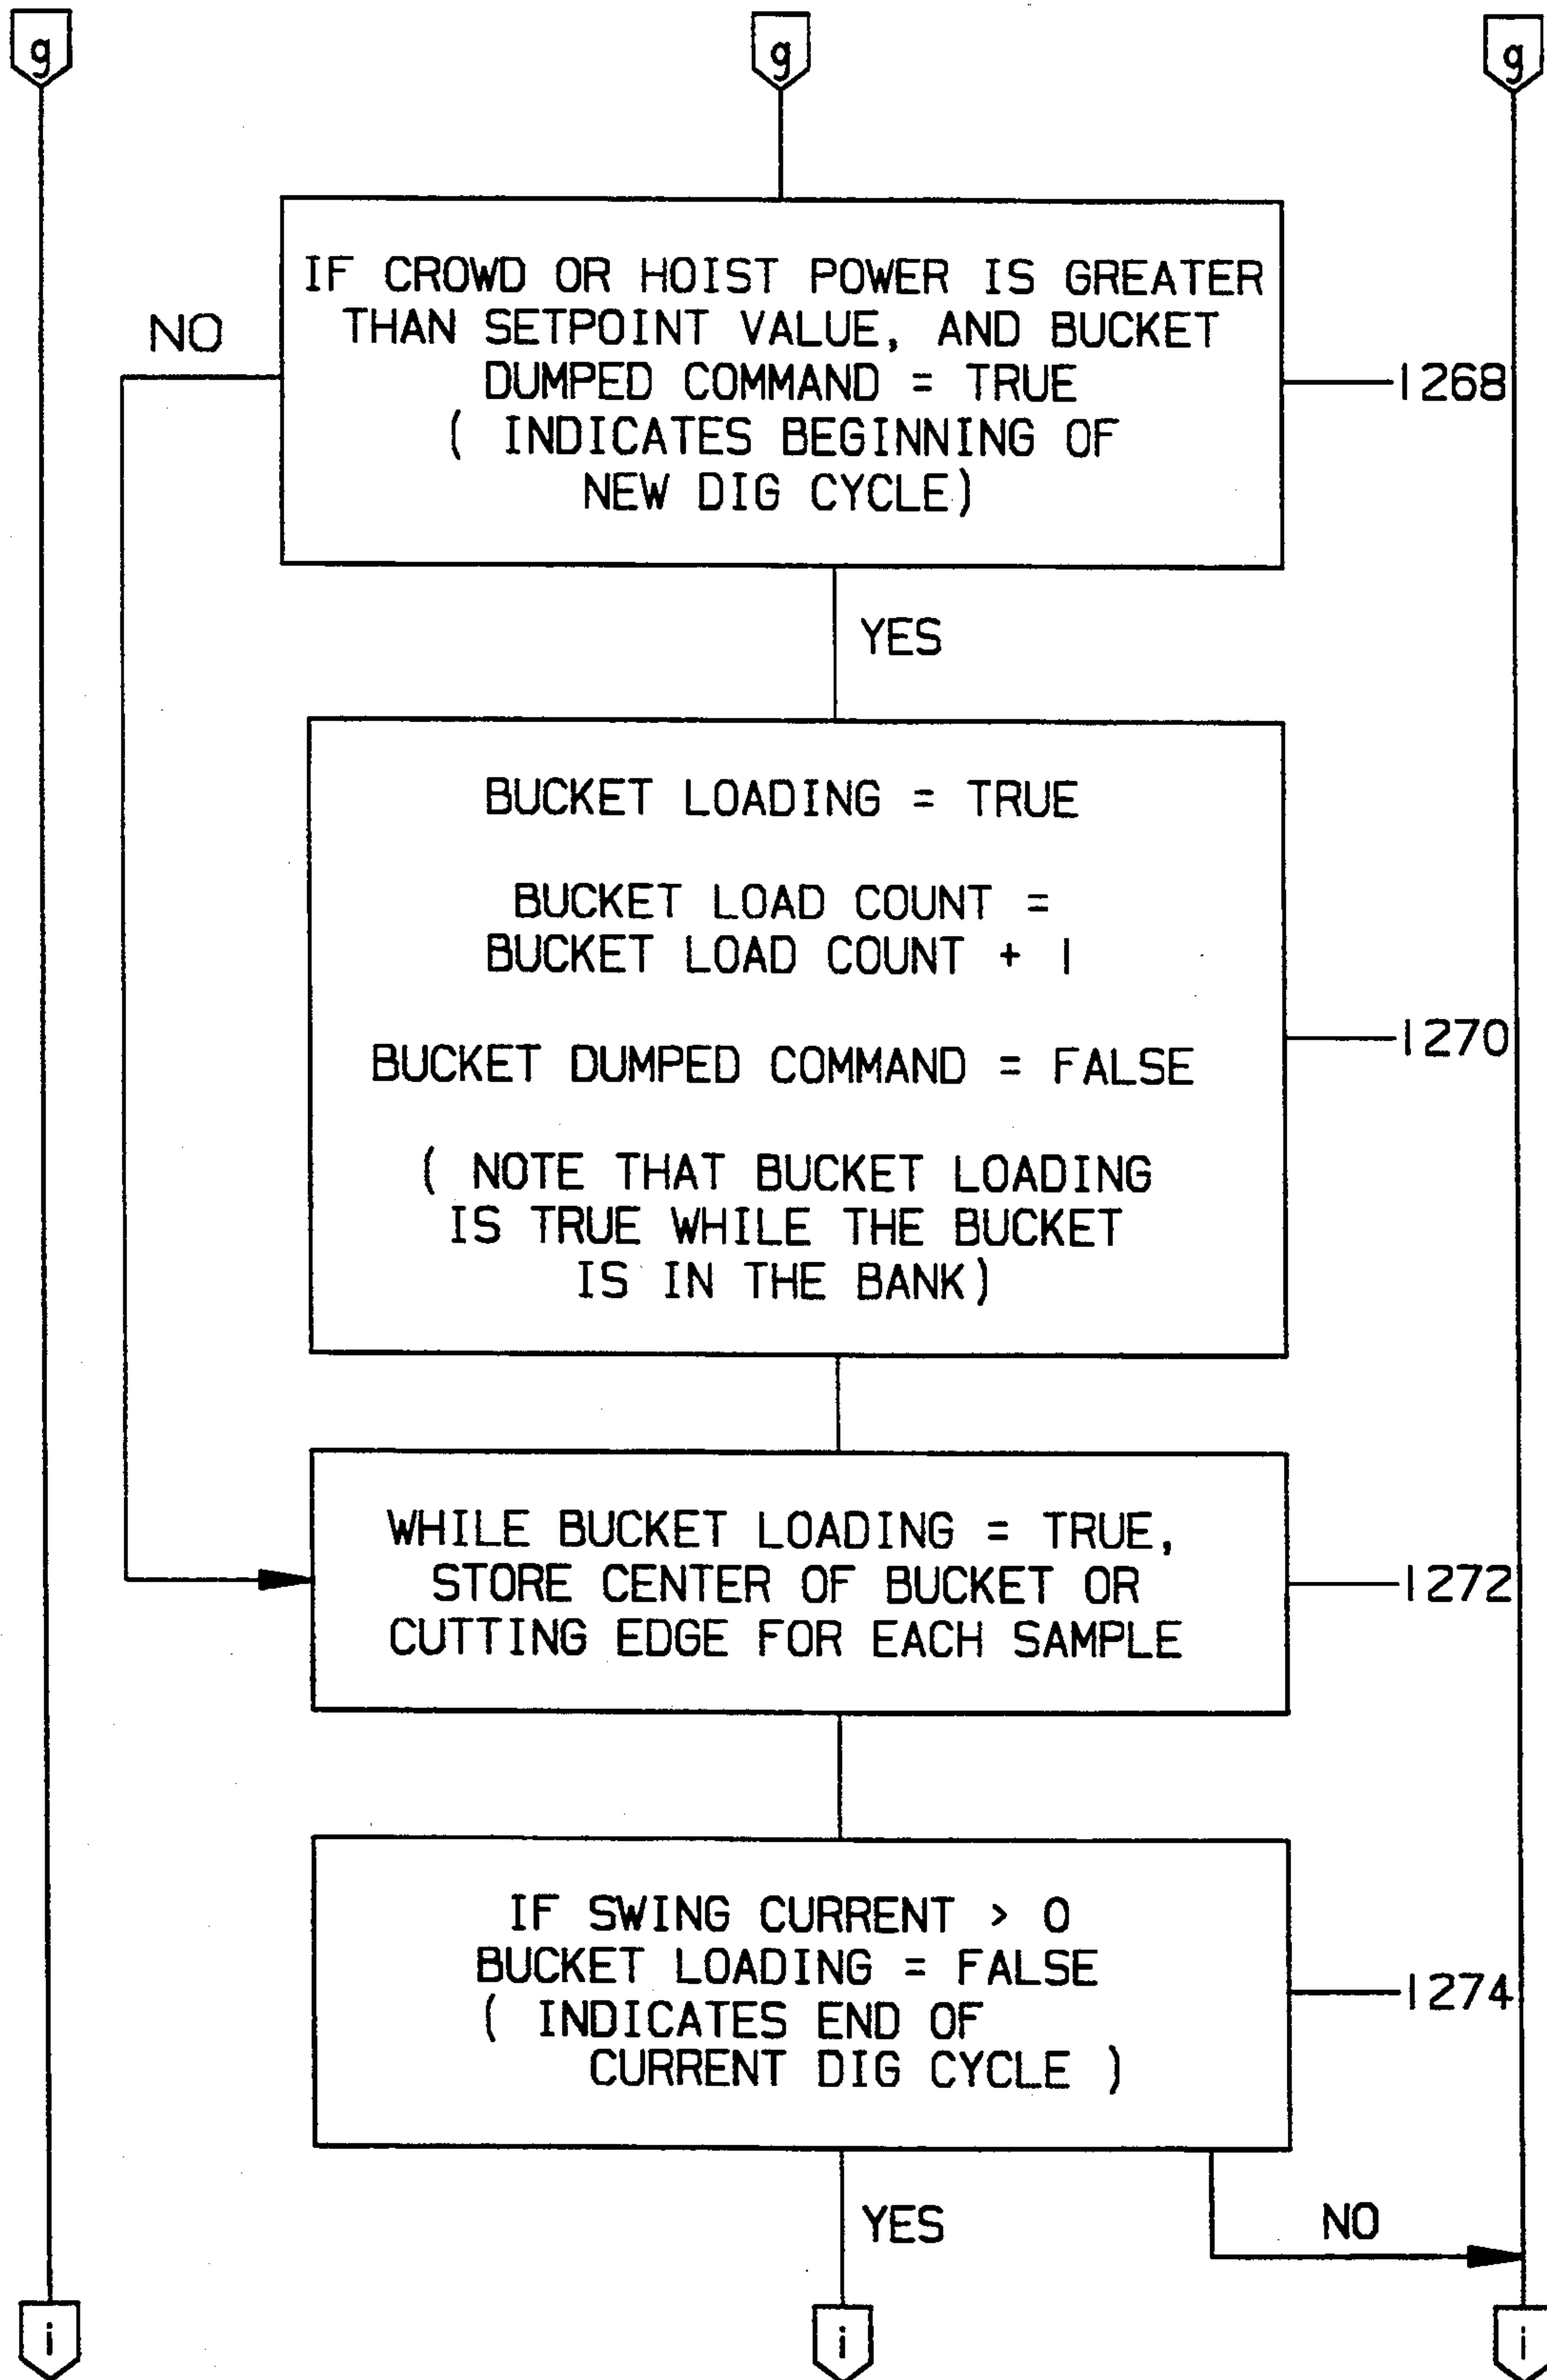 g g g
IF CROWD OR HOIST POWER IS GREATER
THAN SETPOINT VALUE, AND BUCKET
DUMPED COMMAND = TRUE
( INDICATES BEGINNING OF
NEW DIG CYCLE)
NO
1268
YES
BUCKET LOADING = TRUE
BUCKET LOAD COUNT =
BUCKET LOAD COUNT + 1
BUCKET DUMPED COMMAND = FALSE
( NOTE THAT BUCKET LOADING
IS TRUE WHILE THE BUCKET
IS IN THE BANK)
1270
WHILE BUCKET LOADING = TRUE,
STORE CENTER OF BUCKET OR
CUTTING EDGE FOR EACH SAMPLE
1272
IF SWING CURRENT > 0
BUCKET LOADING = FALSE
( INDICATES END OF
CURRENT DIG CYCLE )
1274
YES
NO
i i i